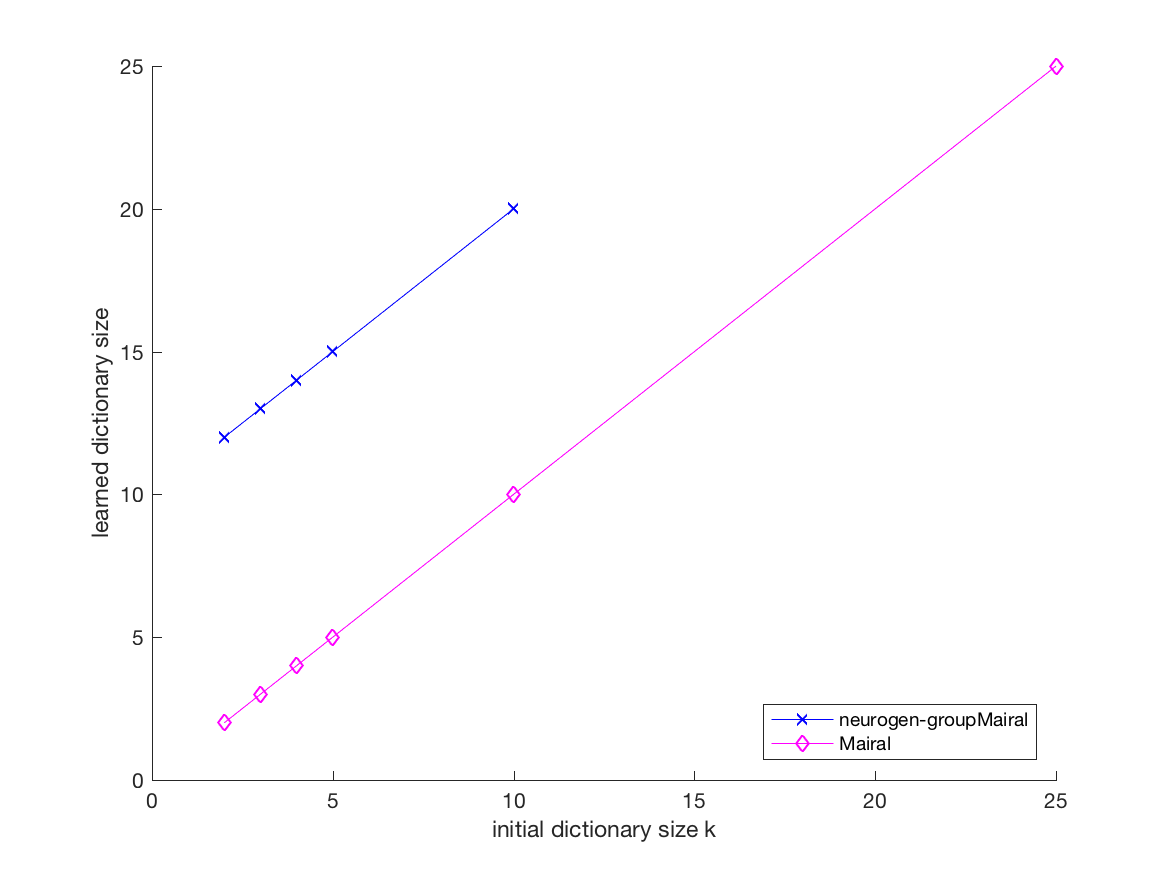 25
20
15
10
5
0
learned dictionary size
0 5 10 15 20 25
initial dictionary size k
neurogen-groupMairal
Mairal